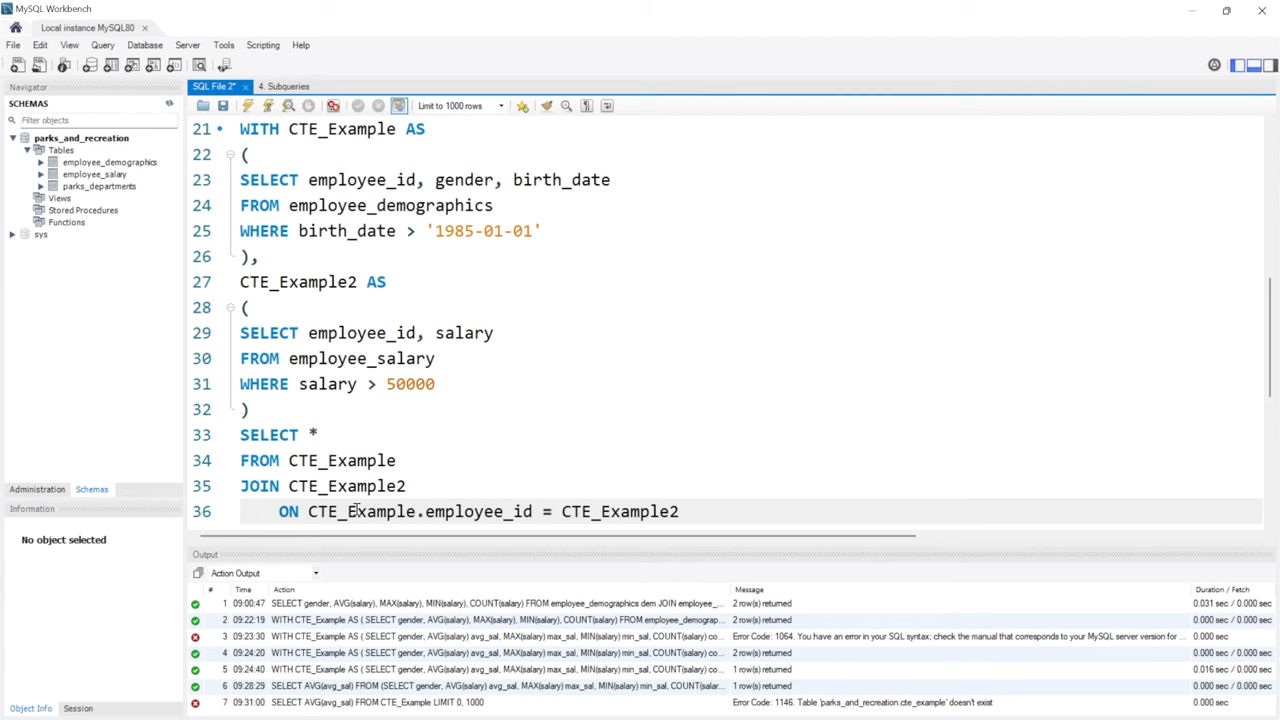 MySQL Workbench
Local instance MySQL80
File Edit View Query Database Server Tools Scripting Help
Navigator
SCHEMAS
Filter objects
parks_and_recreation
Tables
employee_demographics
employee_salary
parks_departments
Views
Stored Procedures
Functions
sys
Administration Schemas
Information
No object selected
Object Info Session
SQL File 2* 4. Subqueries
Limit to 1000 rows
21 WITH CTE_Example AS
22 (
23 SELECT employee_id, gender, birth_date
24 FROM employee_demographics
25 WHERE birth_date > '1985-01-01'
26 ),
27 CTE_Example2 AS
28 (
29 SELECT employee_id, salary
30 FROM employee_salary
31 WHERE salary > 50000
32 )
33 SELECT *
34 FROM CTE_Example
35 JOIN CTE_Example2
36 ON CTE_Example.employee_id = CTE_Example2
Output
Action Output
# Time Action Message Duration / Fetch
1 09:00:47 SELECT gender, AVG(salary), MAX(salary), MIN(salary), COUNT(salary) FROM employee_demographics dem JOIN employee_... 2 row(s) returned 0.031 sec / 0.000 sec
2 09:22:19 WITH CTE_Example AS ( SELECT gender, AVG(salary), MAX(salary), MIN(salary), COUNT(salary) FROM employee_demograp... 2 row(s) returned 0.000 sec / 0.000 sec
3 09:23:30 WITH CTE_Example AS ( SELECT gender, AVG(salary) avg_sal, MAX(salary) max_sal, MIN(salary) min_sal, COUNT(salary) co... Error Code: 1064. You have an error in your SQL syntax; check the manual that corresponds to your MySQL server version for ... 0.000 sec
4 09:24:20 WITH CTE_Example AS ( SELECT gender, AVG(salary) avg_sal, MAX(salary) max_sal, MIN(salary) min_sal, COUNT(salary) co... 2 row(s) returned 0.000 sec / 0.000 sec
5 09:24:40 WITH CTE_Example AS ( SELECT gender, AVG(salary) avg_sal, MAX(salary) max_sal, MIN(salary) min_sal, COUNT(salary) co... 1 row(s) returned 0.016 sec / 0.000 sec
6 09:28:29 SELECT AVG(avg_sal) FROM (SELECT gender, AVG(salary) avg_sal, MAX(salary) max_sal, MIN(salary) min_sal, COUNT(salar... 1 row(s) returned 0.000 sec / 0.000 sec
7 09:31:00 SELECT AVG(avg_sal) FROM CTE_Example LIMIT 0, 1000 Error Code: 1146. Table 'parks_and_recreation.cte_example' doesn't exist 0.000 sec